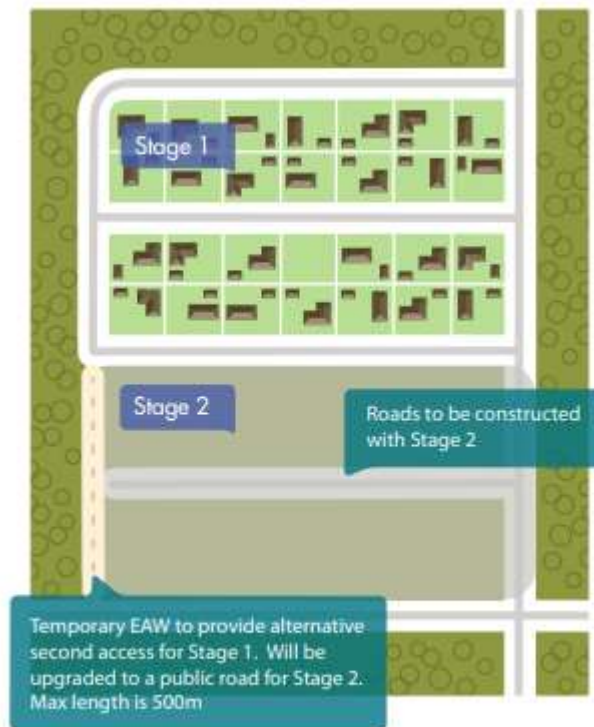 Stage 1
Stage 2
Roads to be constructed
with Stage 2
Temporary EAW to provide alternative
second access for Stage 1. Will be
upgraded to a public road for Stage 2.
Max length is 500m